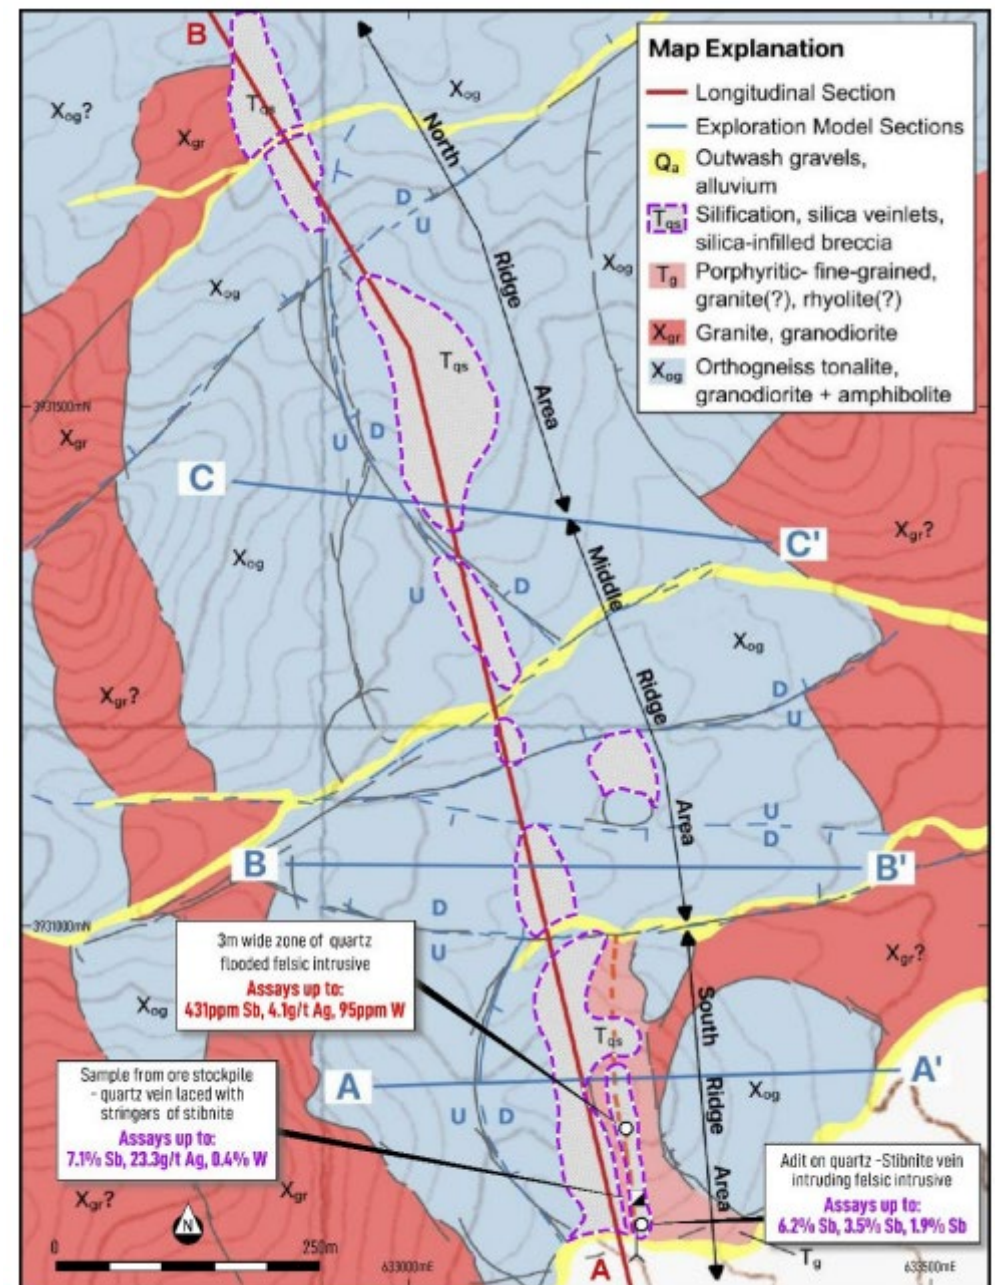 B
Tqs
Xog?
Xgr
Xog
North
T
D
U
Map Explanation
Longitudinal Section
Exploration Model Sections
Qa Outwash gravels,
alluvium
Tqs Silification, silica veinlets,
silica-infilled breccia
Tg Porphyritic- fine-grained,
granite(?), rhyolite(?)
Xgr Granite, granodiorite
Xog Orthogneiss tonalite,
granodiorite + amphibolite
Xog
Ridge
Xog
Tqs
Area
3931500mN
Xgr
U
D
C
C'
Xgr?
Xog
Middle
U
D
Xog
Ridge
Xgr?
D
U
Area
U
D
B
B'
D
U
3931000mN
3m wide zone of quartz
flooded felsic intrusive
Assays up to:
431ppm Sb, 4.1g/t Ag, 95ppm W
Xgr?
Xog
South
Tqs
Sample from ore stockpile
- quartz vein laced with
stringers of stibnite
Assays up to:
7.1% Sb, 23.3g/t Ag, 0.4% W
A
A'
Xog
U
D
Ridge
Adit on quartz -Stibnite vein
intruding felsic intrusive
Assays up to:
6.2% Sb, 3.5% Sb, 1.9% Sb
Area
Xgr?
Xgr
N
0
250m
633000mE
A
Tg
633500mE